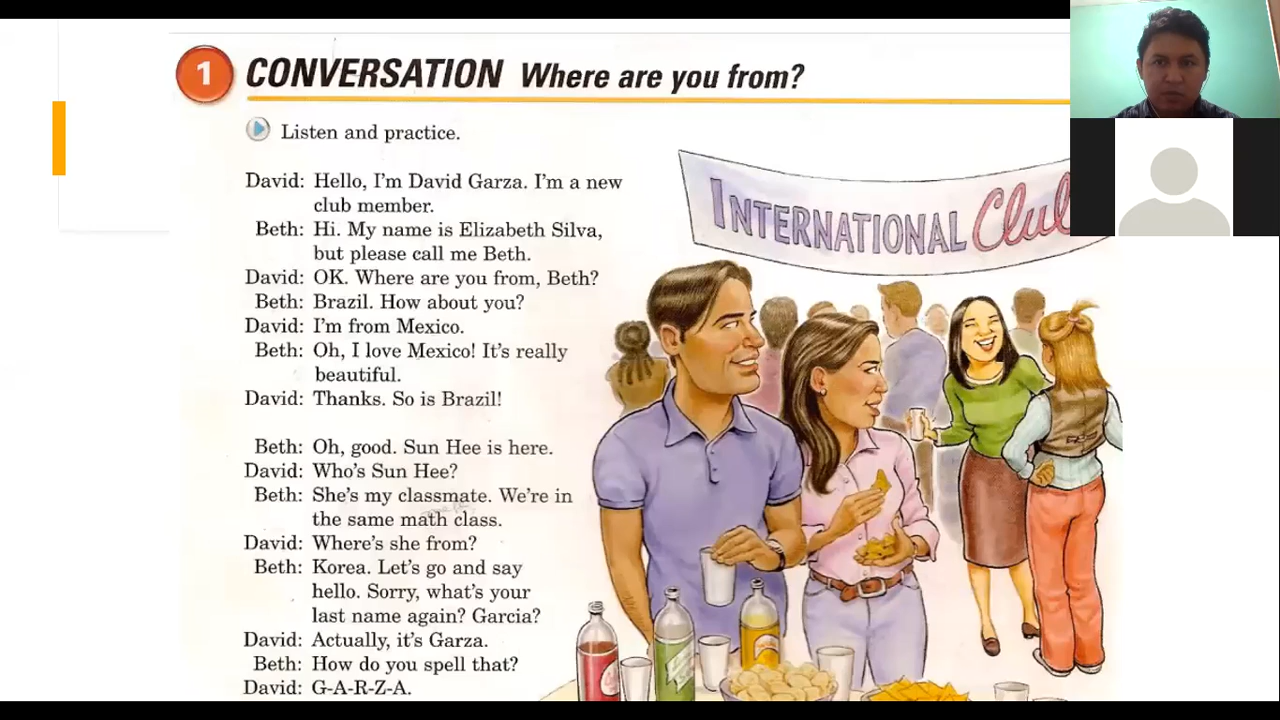 1 CONVERSATION Where are you from?
Listen and practice.
David: Hello, I'm David Garza. I'm a new
club member.
Beth: Hi. My name is Elizabeth Silva,
but please call me Beth.
David: OK. Where are you from, Beth?
Beth: Brazil. How about you?
David: I'm from Mexico.
Beth: Oh, I love Mexico! It's really
beautiful.
David: Thanks. So is Brazil!
Beth: Oh, good. Sun Hee is here.
David: Who's Sun Hee?
Beth: She's my classmate. We're in
the same math class.
David: Where's she from?
Beth: Korea. Let's go and say
hello. Sorry, what's your
last name again? Garcia?
David: Actually, it's Garza.
Beth: How do you spell that?
David: G-A-R-Z-A.
INTERNATIONAL Club